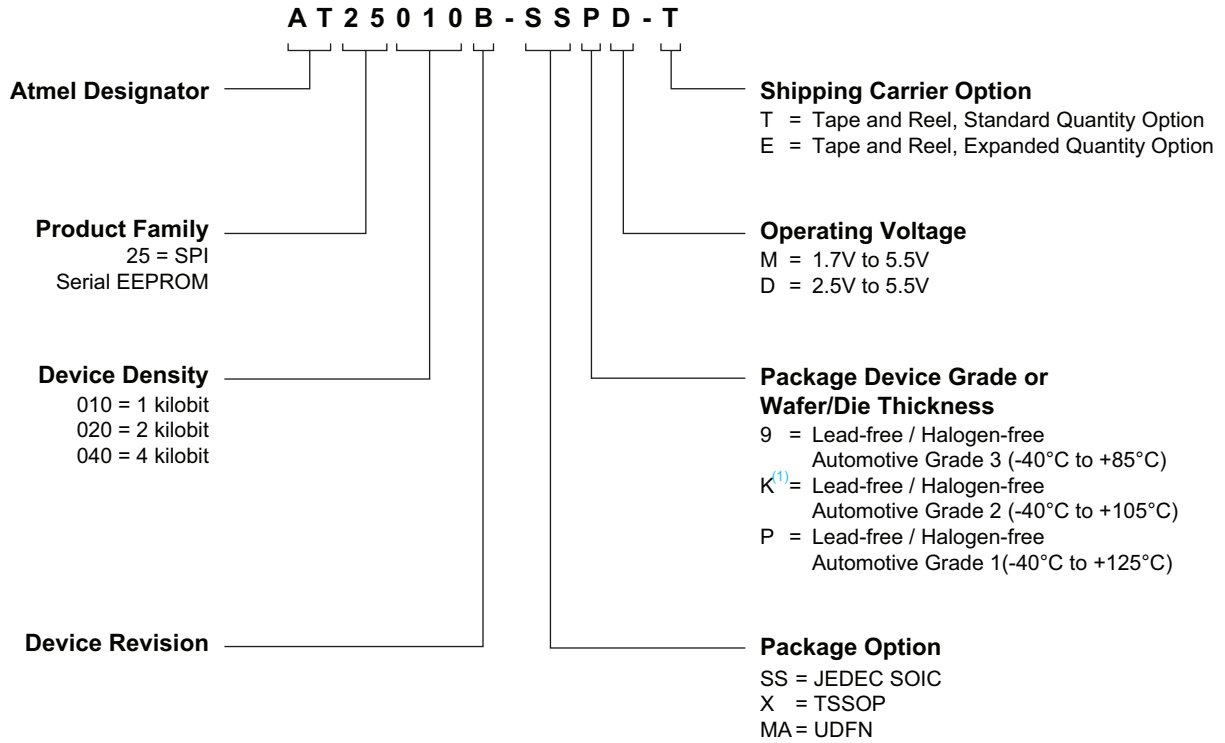 AT25010B-SSPD-T
Atmel Designator
Product Family
25 = SPI
Serial EEPROM
Device Density
010 = 1 kilobit
020 = 2 kilobit
040 = 4 kilobit
Device Revision
Shipping Carrier Option
T = Tape and Reel, Standard Quantity Option
E = Tape and Reel, Expanded Quantity Option
Operating Voltage
M = 1.7V to 5.5V
D = 2.5V to 5.5V
Package Device Grade or
Wafer/Die Thickness
9 = Lead-free / Halogen-free
Automotive Grade 3 (-40°C to +85°C)
K(1) = Lead-free / Halogen-free
Automotive Grade 2 (-40°C to +105°C)
P = Lead-free / Halogen-free
Automotive Grade 1(-40°C to +125°C)
Package Option
SS = JEDEC SOIC
X = TSSOP
MA = UDFN